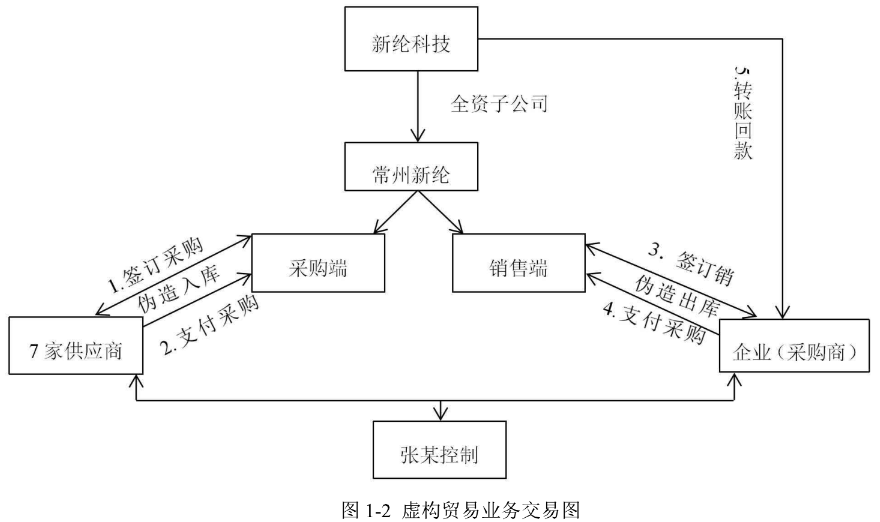 新纶科技
全资子公司
5.转账回款
常州新纶
采购端
销售端
1.签订采购
伪造入库
2.支付采购
3．签订销
伪造出库
4.支付采购
7 家供应商
企业（采购商）
张某控制
图 1-2 虚构贸易业务交易图